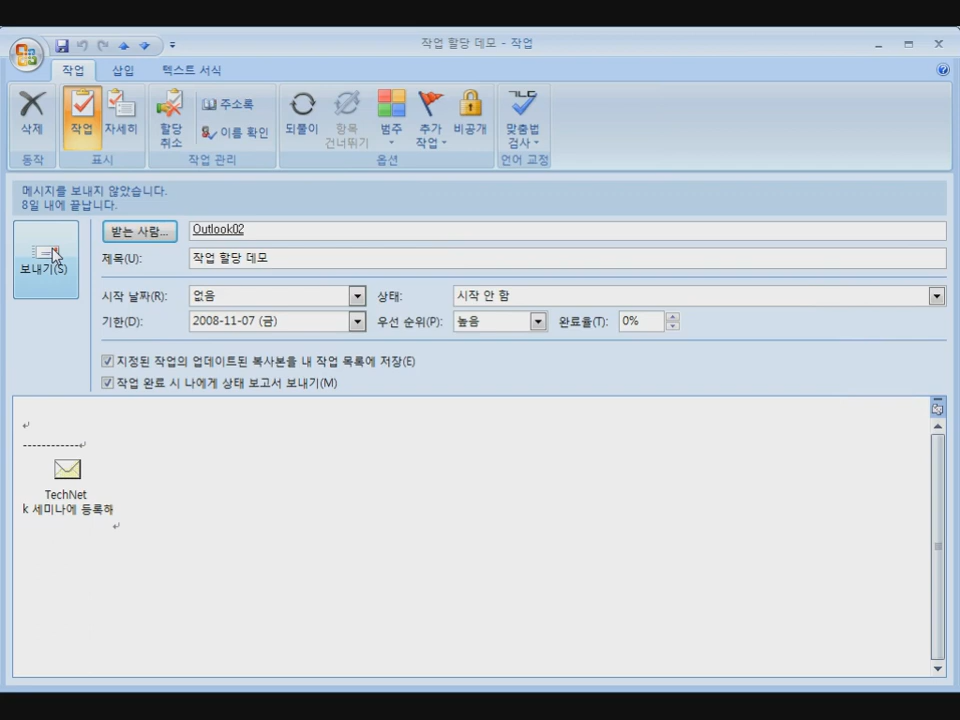 작업 할당 데모 - 작업
작업 삽입 텍스트 서식
삭제 작업 자세히 할당 취소 주소록 이름 확인 되풀이 항목 건너뛰기 범주 추가 작업 비공개 맞춤법 검사
동작 표시 작업 관리 옵션 언어 교정
메시지를 보내지 않았습니다.
8일 내에 끝납니다.
보내기(S)
받는 사람... Outlook02
제목(U): 작업 할당 데모
시작 날짜(R): 없음 상태: 시작 안 함
기한(D): 2008-11-07 (금) 우선 순위(P): 높음 완료율(T): 0%
지정된 작업의 업데이트된 복사본을 내 작업 목록에 저장(E)
작업 완료 시 나에게 상태 보고서 보내기(M)
------------
TechNet
k 세미나에 등록해